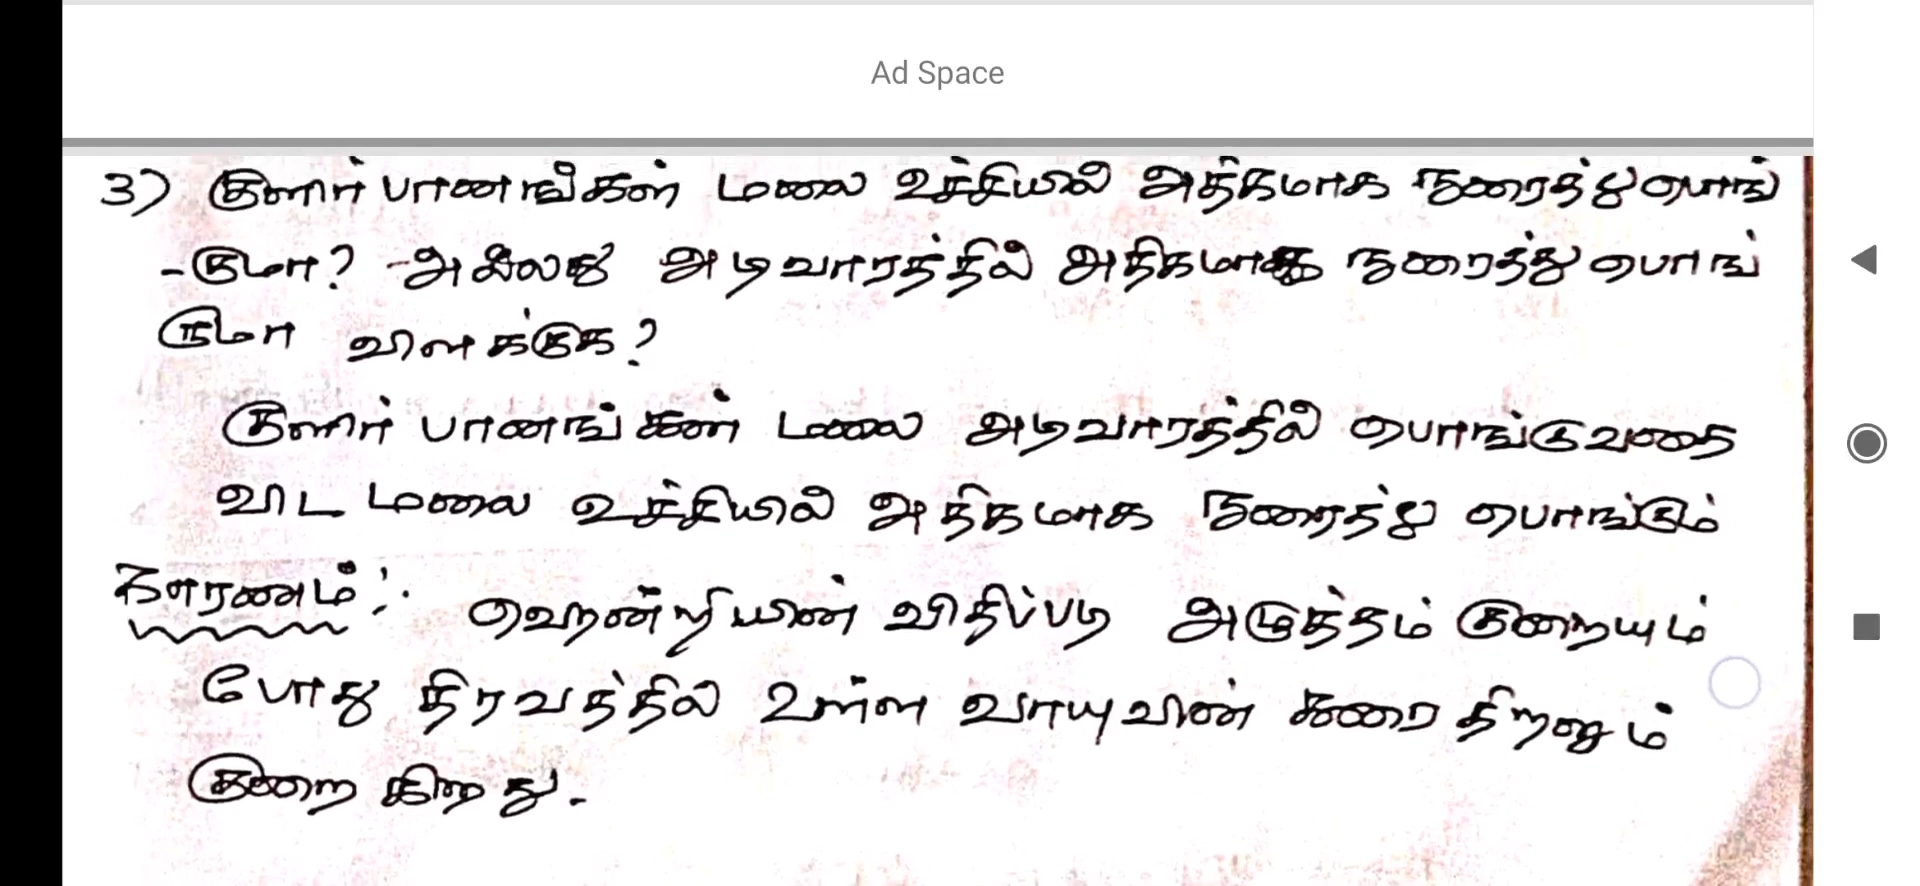 Ad Space
3) குளிர் பானங்கள் மலை உச்சியில் அதிகமாக நுரைத்து பொங்
-குமா? அல்லது அடிவாரத்தில் அதிகமாக நுரைத்து பொங்
குமா விளக்குக?
குளிர் பானங்கள் மலை அடிவாரத்தில் பொங்குவதை
விட மலை உச்சியில் அதிகமாக நுரைத்து பொங்கும்
காரணம்: ஹென்றியின் விதிப்படி அழுத்தம் குறையும்
போது திரவத்தில் உள்ள வாயுவின் கரை திறனும்
குறைகிறது.